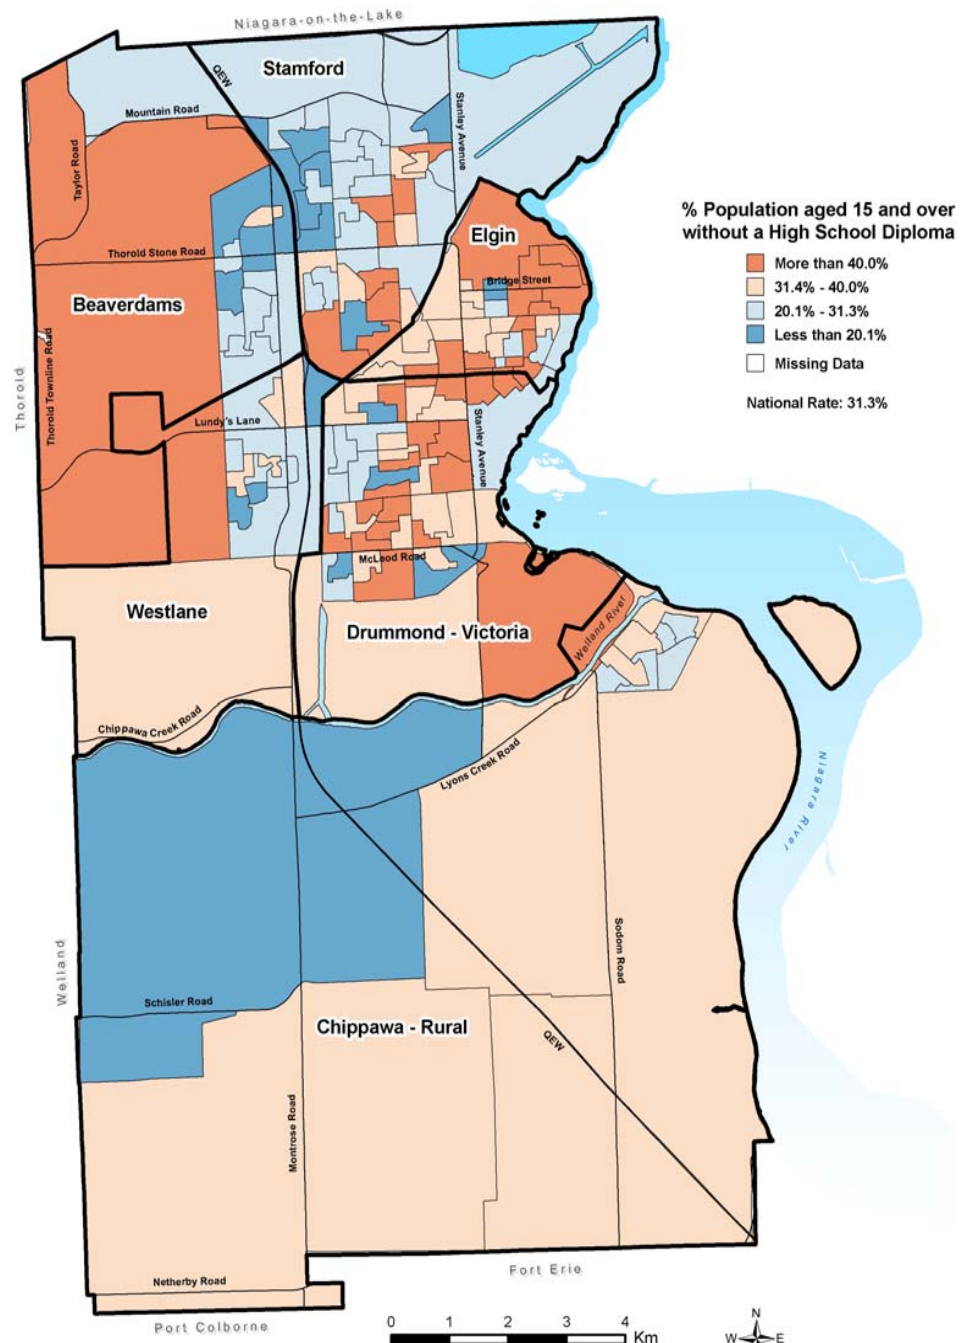 Niagara-on-the-Lake
Stamford
QEW
Mountain Road
Stanley Avenue
Taylor Road
% Population aged 15 and over
without a High School Diploma
More than 40.0%
31.4% - 40.0%
20.1% - 31.3%
Less than 20.1%
Missing Data
National Rate: 31.3%
Elgin
Thorold Stone Road
Bridge Street
Beaverdams
Thorold
Thorold Townline Road
Lundy's Lane
Stanley Avenue
McLeod Road
Westlane
Drummond - Victoria
Welland River
Chippawa Creek Road
Lyons Creek Road
Niagara River
Welland
Sodom Road
Schisler Road
Chippawa - Rural
QEW
Montrose Road
Netherby Road
Fort Erie
Port Colborne
0 1 2 3 4
Km
N
W E
S